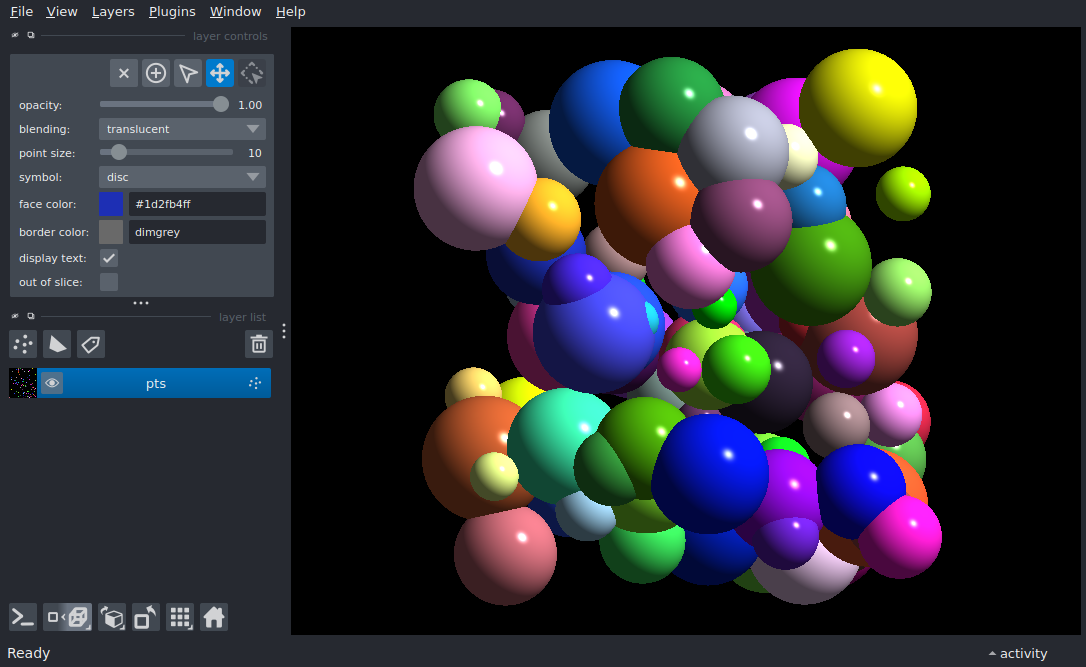 File View Layers Plugins Window Help
layer controls
opacity: 1.00
blending: translucent
point size: 10
symbol: disc
face color: #1d2fb4ff
border color: dimgrey
display text:
out of slice:
layer list
pts
Ready activity